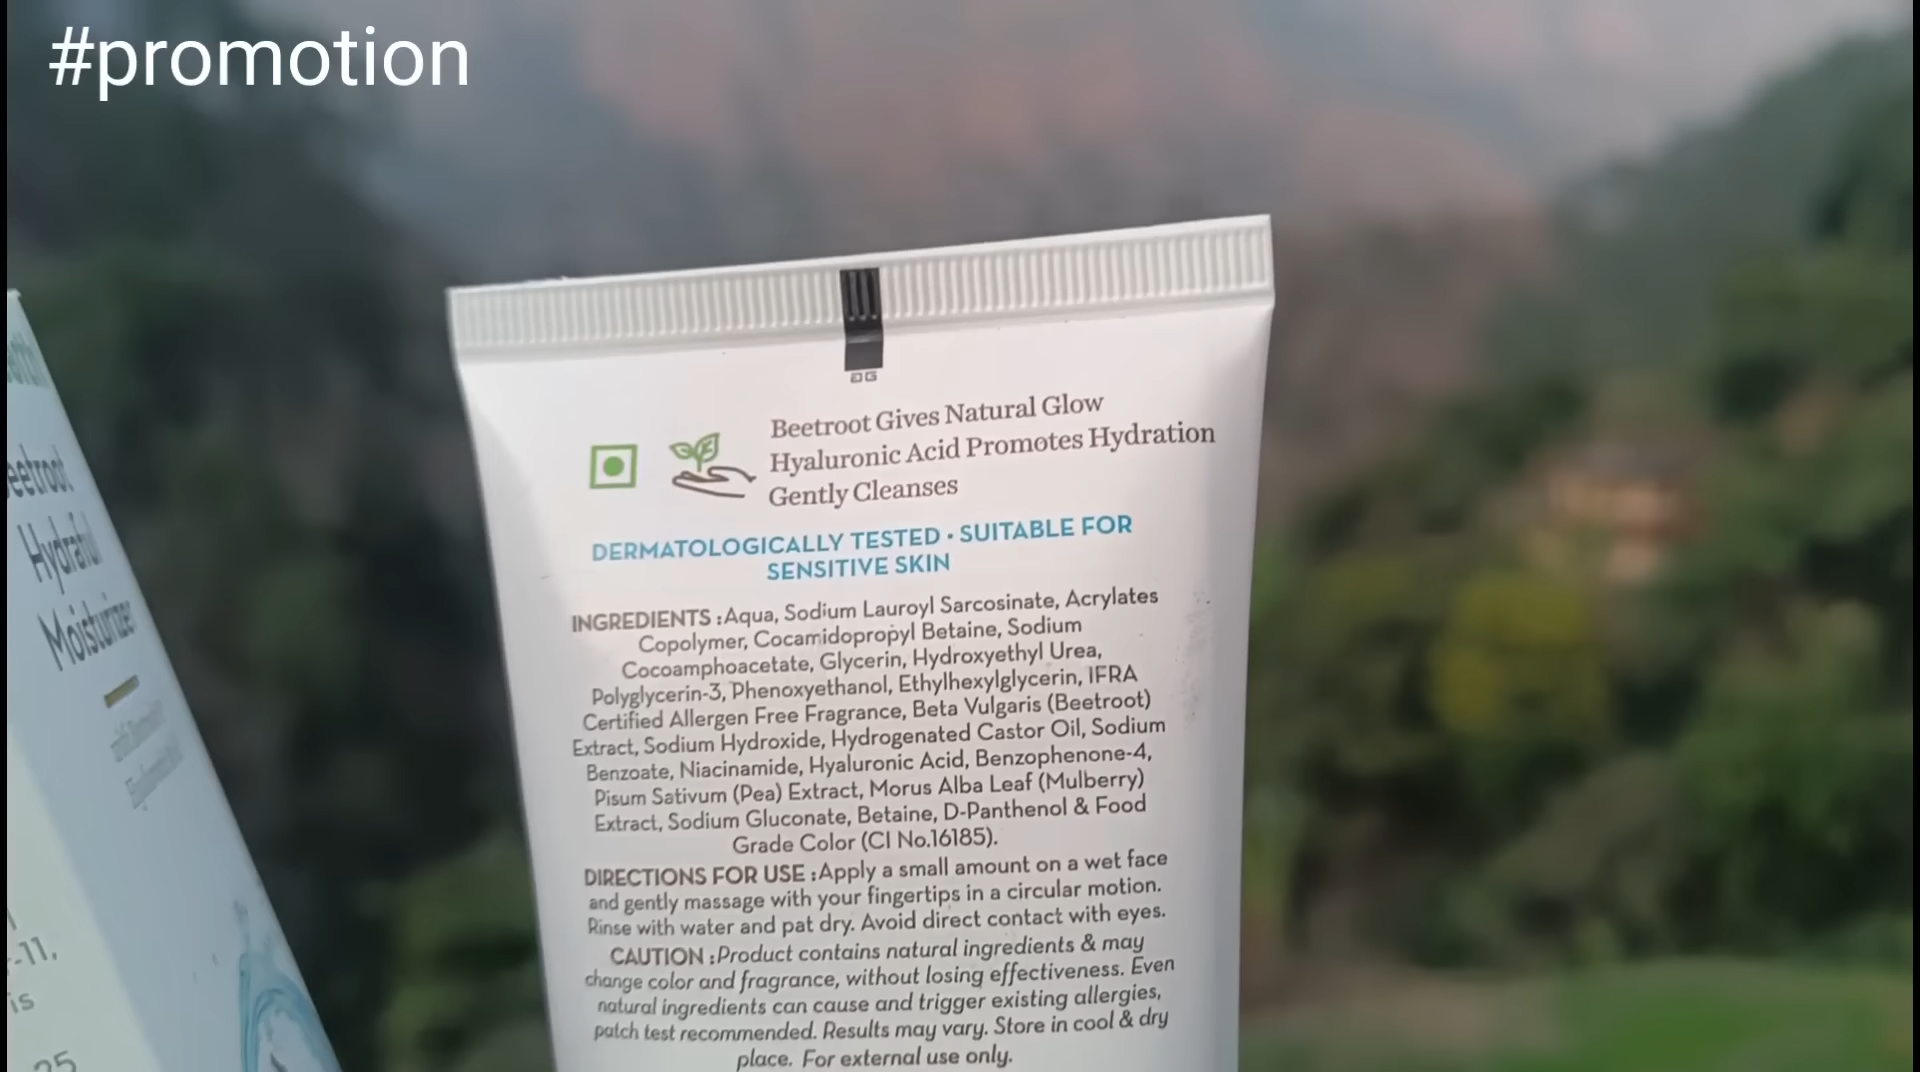 #promotion
DG
Beetroot Gives Natural Glow
Hyaluronic Acid Promotes Hydration
Gently Cleanses
DERMATOLOGICALLY TESTED • SUITABLE FOR
SENSITIVE SKIN
INGREDIENTS :Aqua, Sodium Lauroyl Sarcosinate, Acrylates
Copolymer, Cocamidopropyl Betaine, Sodium
Cocoamphoacetate, Glycerin, Hydroxyethyl Urea,
Polyglycerin-3, Phenoxyethanol, Ethylhexylglycerin, IFRA
Certified Allergen Free Fragrance, Beta Vulgaris (Beetroot)
Extract, Sodium Hydroxide, Hydrogenated Castor Oil, Sodium
Benzoate, Niacinamide, Hyaluronic Acid, Benzophenone-4,
Pisum Sativum (Pea) Extract, Morus Alba Leaf (Mulberry)
Extract, Sodium Gluconate, Betaine, D-Panthenol & Food
Grade Color (CI No.16185).
DIRECTIONS FOR USE :Apply a small amount on a wet face
and gently massage with your fingertips in a circular motion.
Rinse with water and pat dry. Avoid direct contact with eyes.
CAUTION :Product contains natural ingredients & may
change color and fragrance, without losing effectiveness. Even
natural ingredients can cause and trigger existing allergies,
patch test recommended. Results may vary. Store in cool & dry
place. For external use only.
eetroot
Hydraful
Moisturizer
-11,
is
25